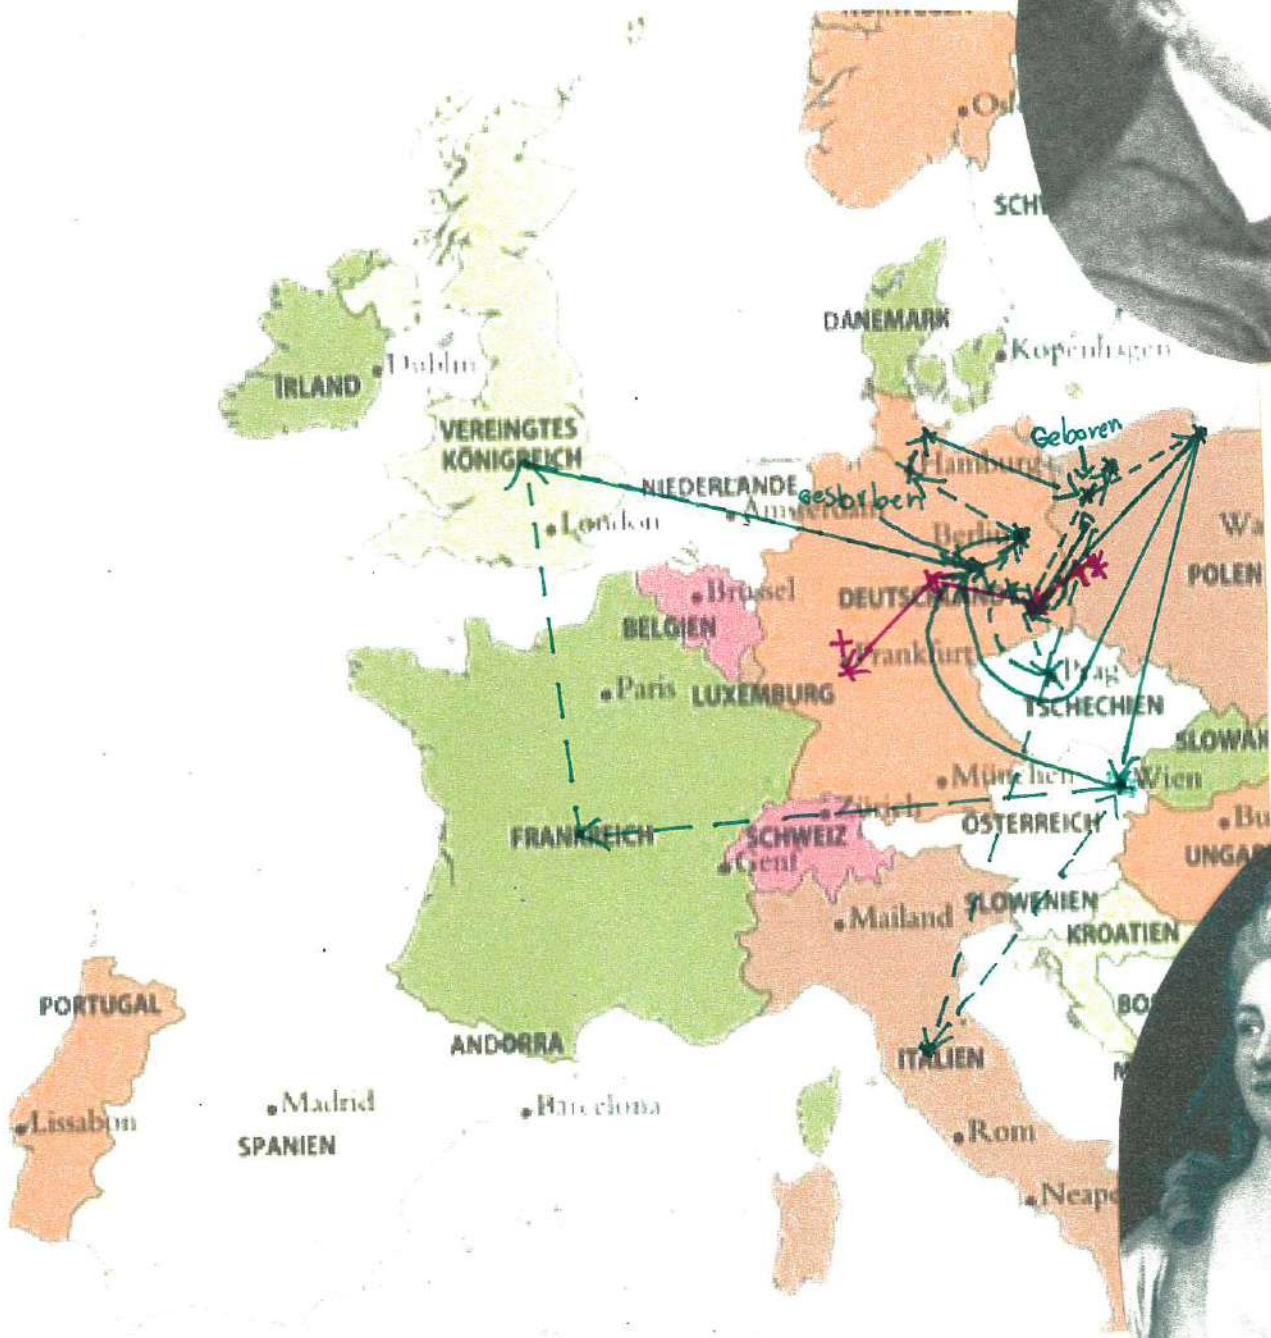 SCH
DÄNEMARK
Kopenhagen
Dublin
IRLAND
Geboren
VEREINGTES
KÖNIGREICH
Hamburg
NIEDERLANDE
Gestorben
Amsterdam
London
Berlin
Wa
POLEN
Brüssel
DEUTSCHLAND
BELGIEN
Frankfurt
Prag
Paris
LUXEMBURG
TSCHECHIEN
SLOWAK
München
Wien
Zürich
ÖSTERREICH
Bu
FRANKREICH
SCHWEIZ
UNGAR
Genf
Mailand
SLOWENIEN
KROATIEN
PORTUGAL
BOS
ANDORRA
ITALIEN
M
Madrid
Barcelona
Lissabon
Rom
SPANIEN
Neape